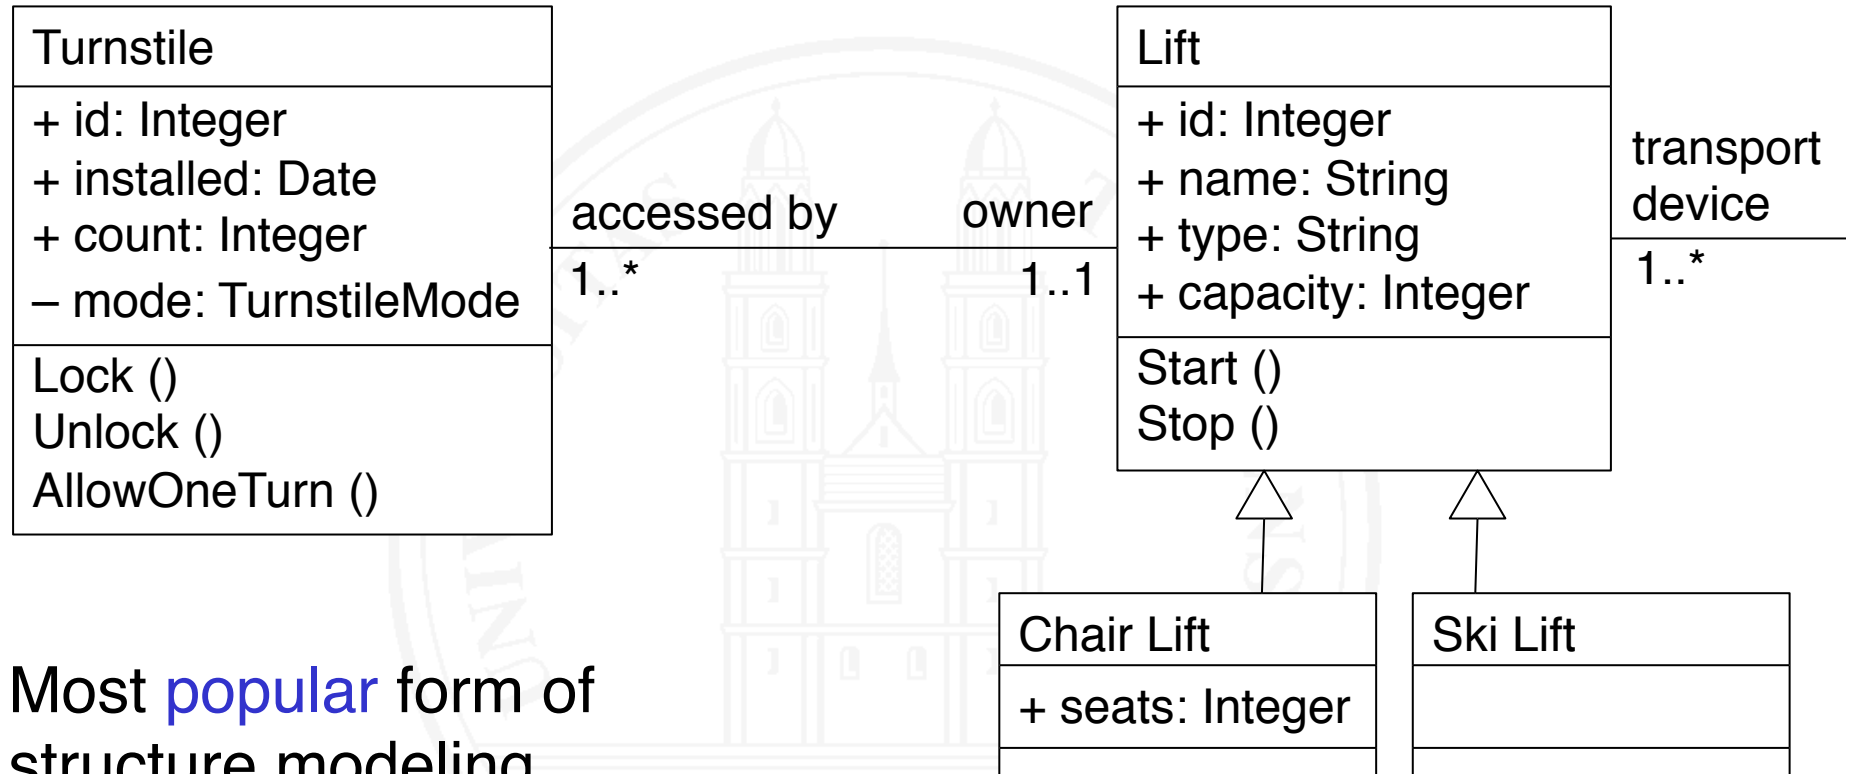 Turnstile
+ id: Integer
+ installed: Date
+ count: Integer
– mode: TurnstileMode
Lock ()
Unlock ()
AllowOneTurn ()
accessed by
1..*
owner
1..1
Lift
+ id: Integer
+ name: String
+ type: String
+ capacity: Integer
Start ()
Stop ()
transport
device
1..*
Chair Lift
+ seats: Integer
Ski Lift
Most popular form of
structure modeling